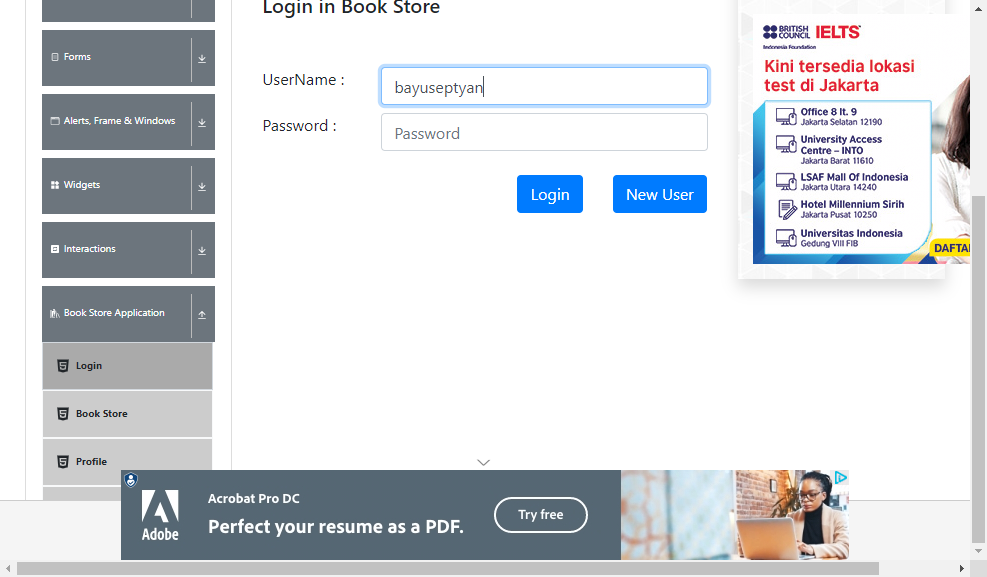 Login in Book Store
Forms
Alerts, Frame & Windows
Widgets
Interactions
Book Store Application
Login
Book Store
Profile
UserName :
bayuseptyan
Password :
Password
Login
New User
BRITISH COUNCIL
IELTS
Indonesia Foundation
Kini tersedia lokasi
test di Jakarta
Office 8 lt. 9
Jakarta Selatan 12190
University Access
Centre – INTO
Jakarta Barat 11610
LSAF Mall Of Indonesia
Jakarta Utara 14240
Hotel Millennium Sirih
Jakarta Pusat 10250
Universitas Indonesia
Gedung VIII FIB
Adobe
Acrobat Pro DC
Perfect your resume as a PDF.
Try free